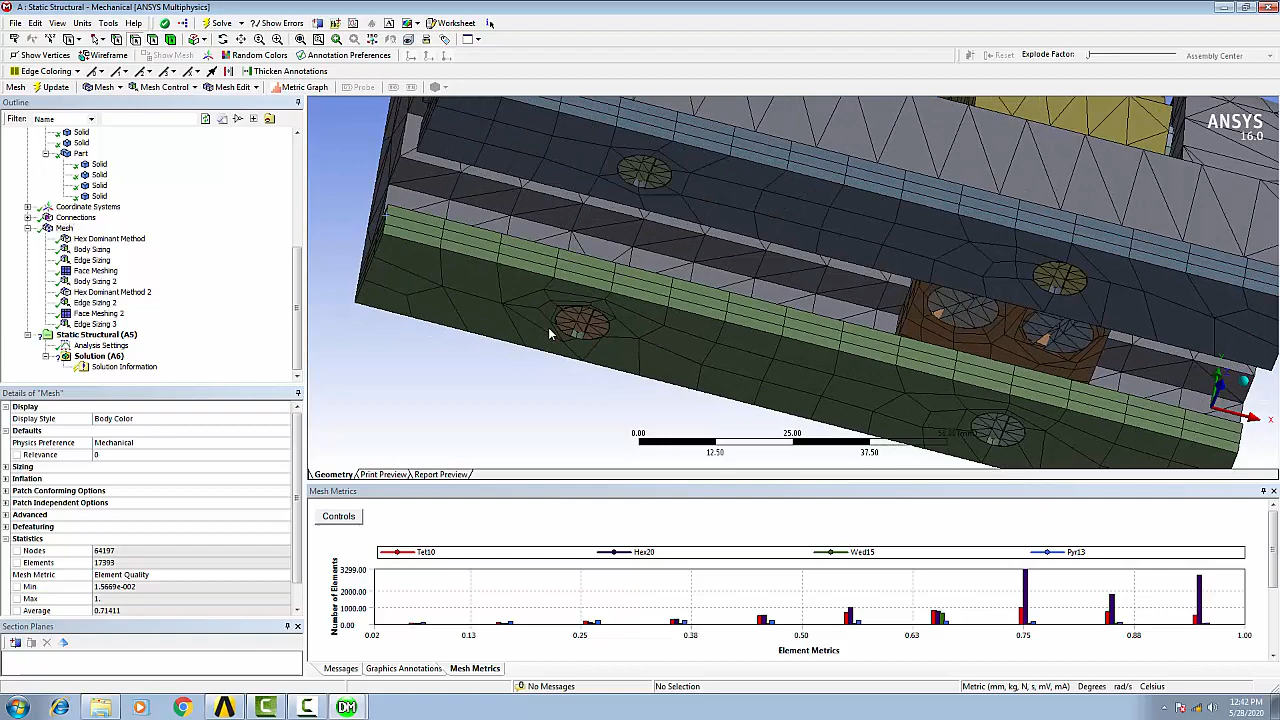 A : Static Structural - Mechanical [ANSYS Multiphysics]
File Edit View Units Tools Help Solve Show Errors Worksheet
Show Vertices Wireframe Show Mesh Random Colors Annotation Preferences Reset Explode Factor: Assembly Center
Edge Coloring Thicken Annotations
Mesh Update Mesh Mesh Control Mesh Edit Metric Graph Probe
Outline
Filter: Name
Solid
Solid
Part
Solid
Solid
Solid
Solid
Coordinate Systems
Connections
Mesh
Hex Dominant Method
Body Sizing
Edge Sizing
Face Meshing
Body Sizing 2
Hex Dominant Method 2
Edge Sizing 2
Face Meshing 2
Edge Sizing 3
Static Structural (A5)
Analysis Settings
Solution (A6)
Solution Information
Details of "Mesh"
Display
Display Style Body Color
Defaults
Physics Preference Mechanical
Relevance 0
Sizing
Inflation
Patch Conforming Options
Patch Independent Options
Advanced
Defeaturing
Statistics
Nodes 64197
Elements 17393
Mesh Metric Element Quality
Min 1.5669e-002
Max 1.
Average 0.71411
Section Planes
ANSYS
16.0
Y
X
0.00 25.00
12.50 37.50
Geometry Print Preview Report Preview
Mesh Metrics
Controls
Tet10 Hex20 Wed15 Pyr13
Number of Elements
3299.00
2000.00
1000.00
0.00
0.02 0.13 0.25 0.38 0.50 0.63 0.75 0.88 1.00
Element Metrics
Messages Graphics Annotations Mesh Metrics
No Messages No Selection Metric (mm, kg, N, s, mV, mA) Degrees rad/s Celsius
DM
12:42 PM
5/28/2020